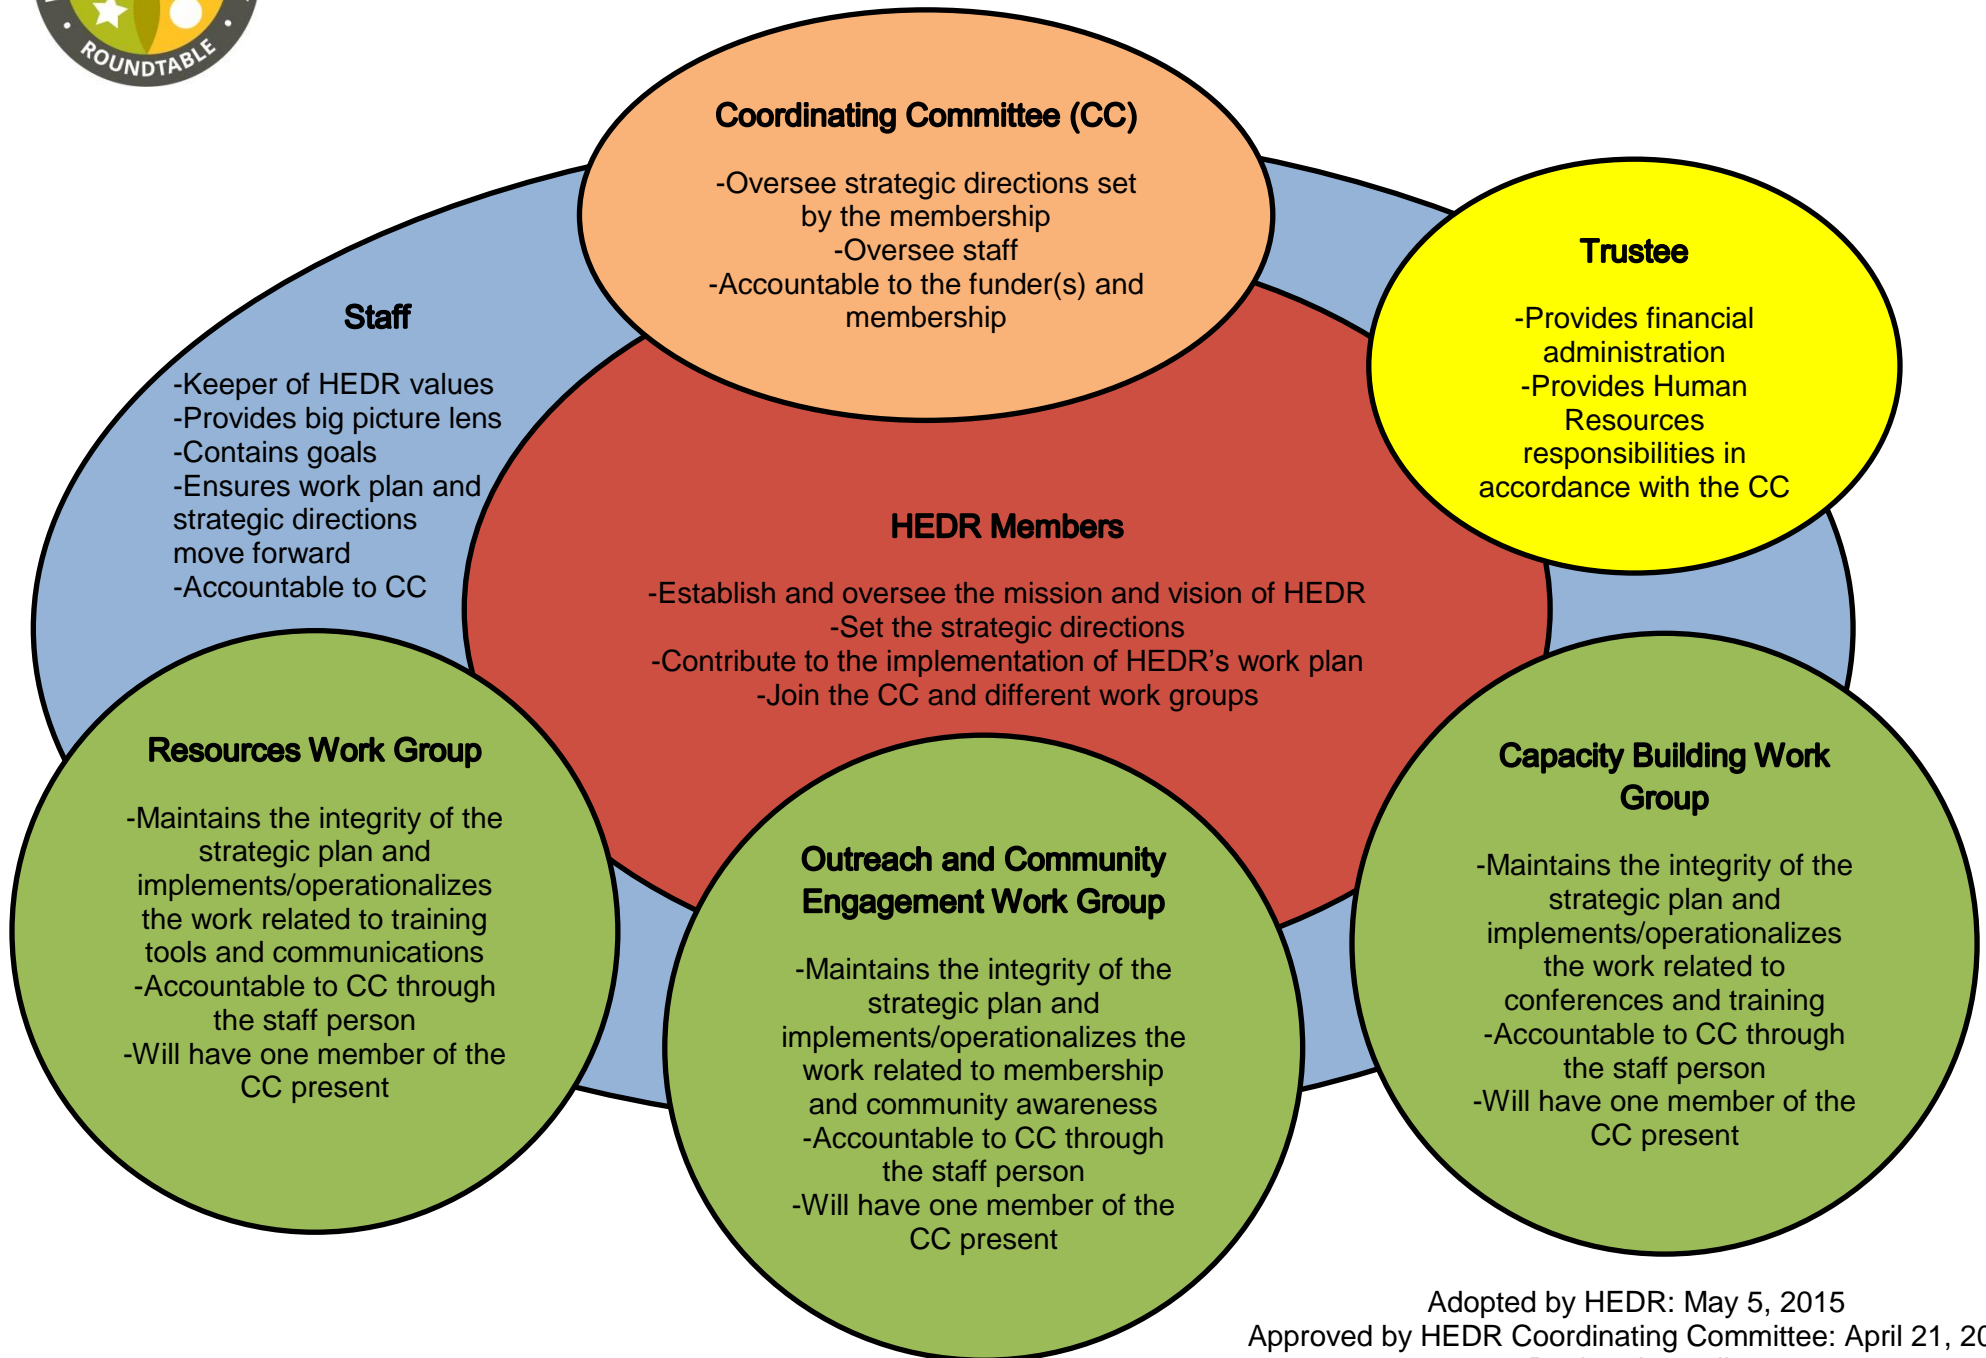 ROUNDTABLE
Coordinating Committee (CC)
-Oversee strategic directions set
by the membership
-Oversee staff
-Accountable to the funder(s) and
membership
Trustee
-Provides financial
administration
-Provides Human
Resources
responsibilities in
accordance with the CC
Staff
-Keeper of HEDR values
-Provides big picture lens
-Contains goals
-Ensures work plan and
strategic directions
move forward
-Accountable to CC
HEDR Members
-Establish and oversee the mission and vision of HEDR
-Set the strategic directions
-Contribute to the implementation of HEDR’s work plan
-Join the CC and different work groups
Resources Work Group
-Maintains the integrity of the
strategic plan and
implements/operationalizes
the work related to training
tools and communications
-Accountable to CC through
the staff person
-Will have one member of the
CC present
Outreach and Community
Engagement Work Group
-Maintains the integrity of the
strategic plan and
implements/operationalizes the
work related to membership
and community awareness
-Accountable to CC through
the staff person
-Will have one member of the
CC present
Capacity Building Work
Group
-Maintains the integrity of the
strategic plan and
implements/operationalizes
the work related to
conferences and training
-Accountable to CC through
the staff person
-Will have one member of the
CC present
Adopted by HEDR: May 5, 2015
Approved by HEDR Coordinating Committee: April 21, 20